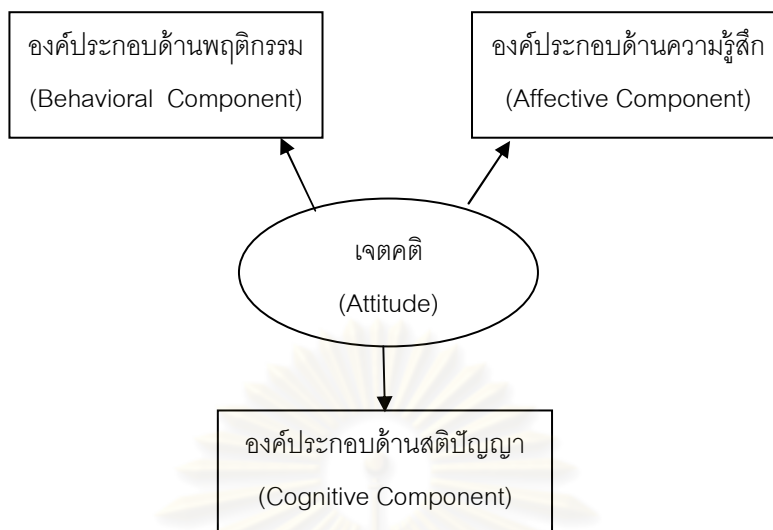 องค์ประกอบด้านพฤติกรรม
(Behavioral Component)
องค์ประกอบด้านความรู้สึก
(Affective Component)
เจตคติ
(Attitude)
องค์ประกอบด้านสติปัญญา
(Cognitive Component)